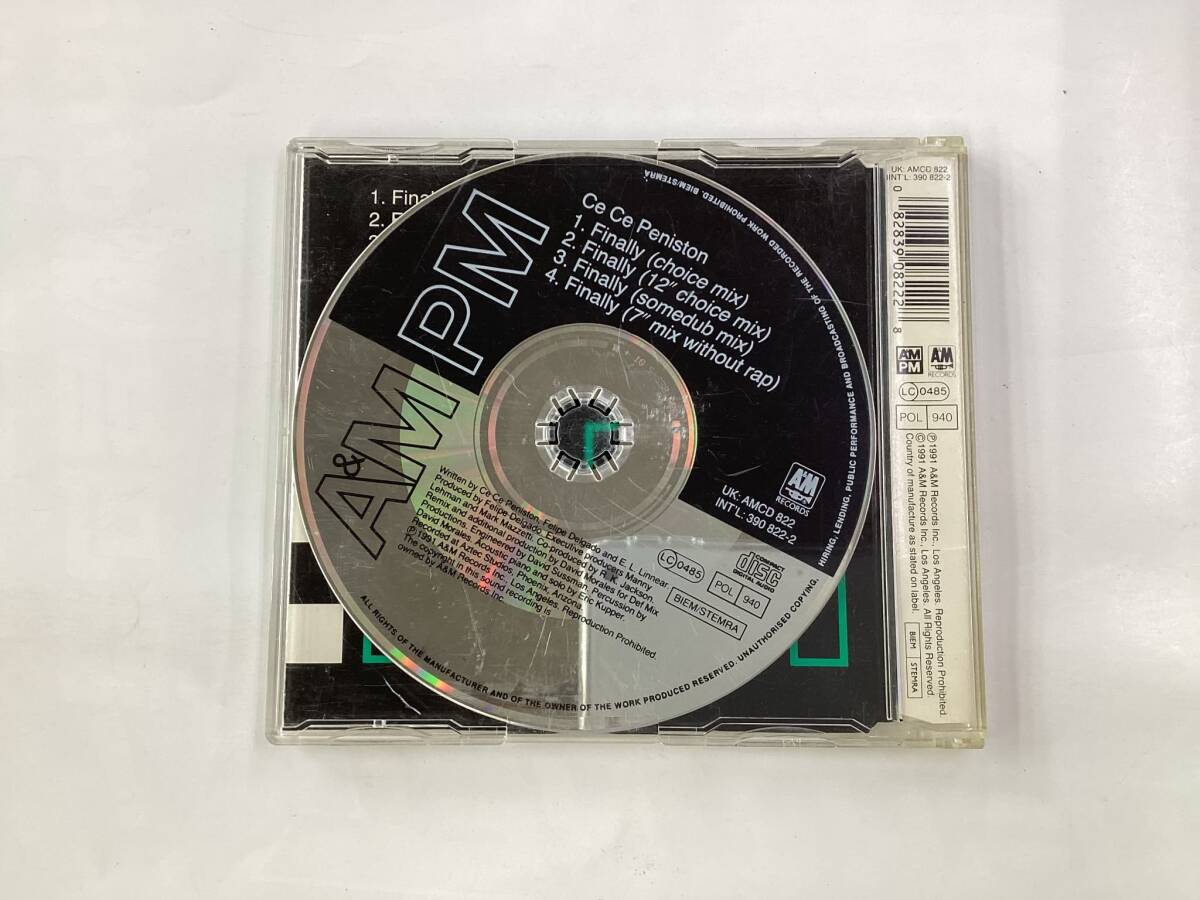 1. Final
2. F
A&M PM
Ce Ce Peniston
1. Finally (choice mix)
2. Finally (12" choice mix)
3. Finally (somedub mix)
4. Finally (7" mix without rap)
A&M
RECORDS
UK: AMCD 822
INT'L: 390 822-2
COMPACT
disc
DIGITAL AUDIO
LC 0485
POL 940
BIEM/STEMRA
Written by Ce Ce Peniston, Felipe Delgado and E. L. Linnear
Produced by Felipe Delgado. Executive producers Manny
Lehman and Mark Mazzetti. Co produced by R. K. Jackson.
Remix and additional production by David Morales for Def Mix
Productions. Engineered by David Sussman. Percussion by
David Morales. Acoustic piano and solo by Eric Kupper.
Recorded at Aztec Studios, Phoenix, Arizona.
℗1991 A&M Records Inc., Los Angeles. Reproduction Prohibited.
The copyright in this sound recording is
owned by A&M Records Inc.
ALL RIGHTS OF THE MANUFACTURER AND OF THE OWNER OF THE WORK PRODUCED RESERVED. UNAUTHORISED COPYING, HIRING, LENDING, PUBLIC PERFORMANCE AND BROADCASTING OF THE RECORDED WORK PROHIBITED. BIEM/STEMRA
UK: AMCD 822
INT'L: 390 822-2
0 82839 08222 8
A&M
PM
A&M
RECORDS
LC 0485
POL 940
℗ 1991 A&M Records Inc., Los Angeles. Reproduction Prohibited.
© 1991 A&M Records Inc., Los Angeles. All Rights Reserved.
Country of manufacture as stated on label.
BIEM STEMRA